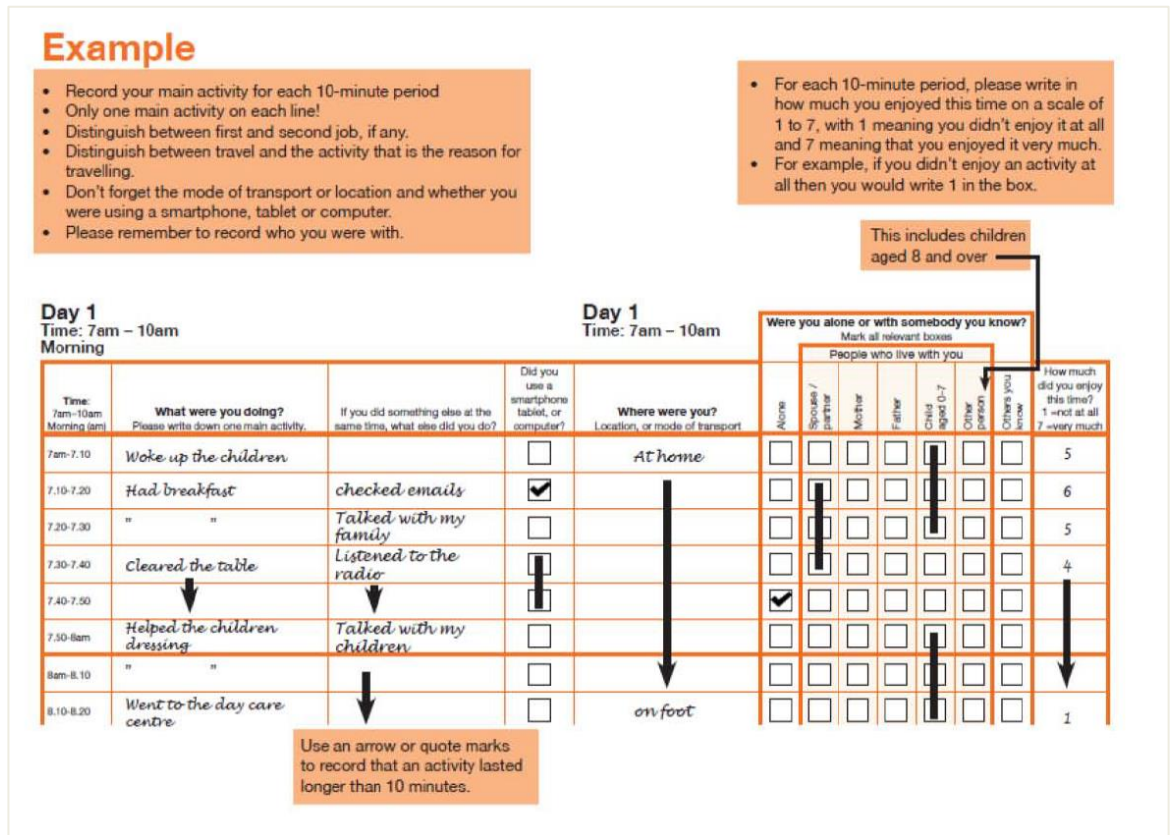 Example
• Record your main activity for each 10-minute period
• Only one main activity on each line!
• Distinguish between first and second job, if any.
• Distinguish between travel and the activity that is the reason for
travelling.
• Don't forget the mode of transport or location and whether you
were using a smartphone, tablet or computer.
• Please remember to record who you were with.
• For each 10-minute period, please write in
how much you enjoyed this time on a scale of
1 to 7, with 1 meaning you didn't enjoy it at all
and 7 meaning that you enjoyed it very much.
• For example, if you didn't enjoy an activity at
all then you would write 1 in the box.
This includes children
aged 8 and over
Day 1
Time: 7am – 10am
Morning
Day 1
Time: 7am – 10am
Were you alone or with somebody you know?
Mark all relevant boxes
People who live with you
Time:
7am–10am
Morning (am)
What were you doing?
Please write down one main activity.
If you did something else at the
same time, what else did you do?
Did you
use a
smartphone
tablet, or
computer?
Where were you?
Location, or mode of transport
Alone
Spouse /
partner
Mother
Father
Child
aged 0-7
Other
person
Others you
know
How much
did you enjoy
this time?
1 =not at all
7 =very much
7am-7.10 Woke up the children At home 5
7.10-7.20 Had breakfast checked emails 6
7.20-7.30 " " Talked with my
family 5
7.30-7.40 Cleared the table Listened to the
radio 4
7.40-7.50
7.50-8am Helped the children
dressing Talked with my
children
8am-8.10 " "
8.10-8.20 Went to the day care
centre on foot 1
Use an arrow or quote marks
to record that an activity lasted
longer than 10 minutes.